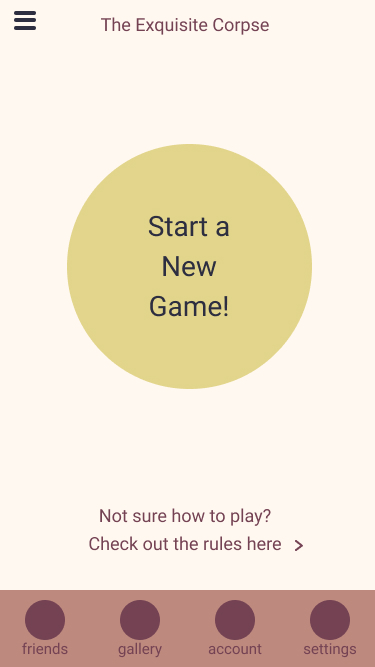 The Exquisite Corpse
Start a
New
Game!
Not sure how to play?
Check out the rules here >
friends gallery account settings